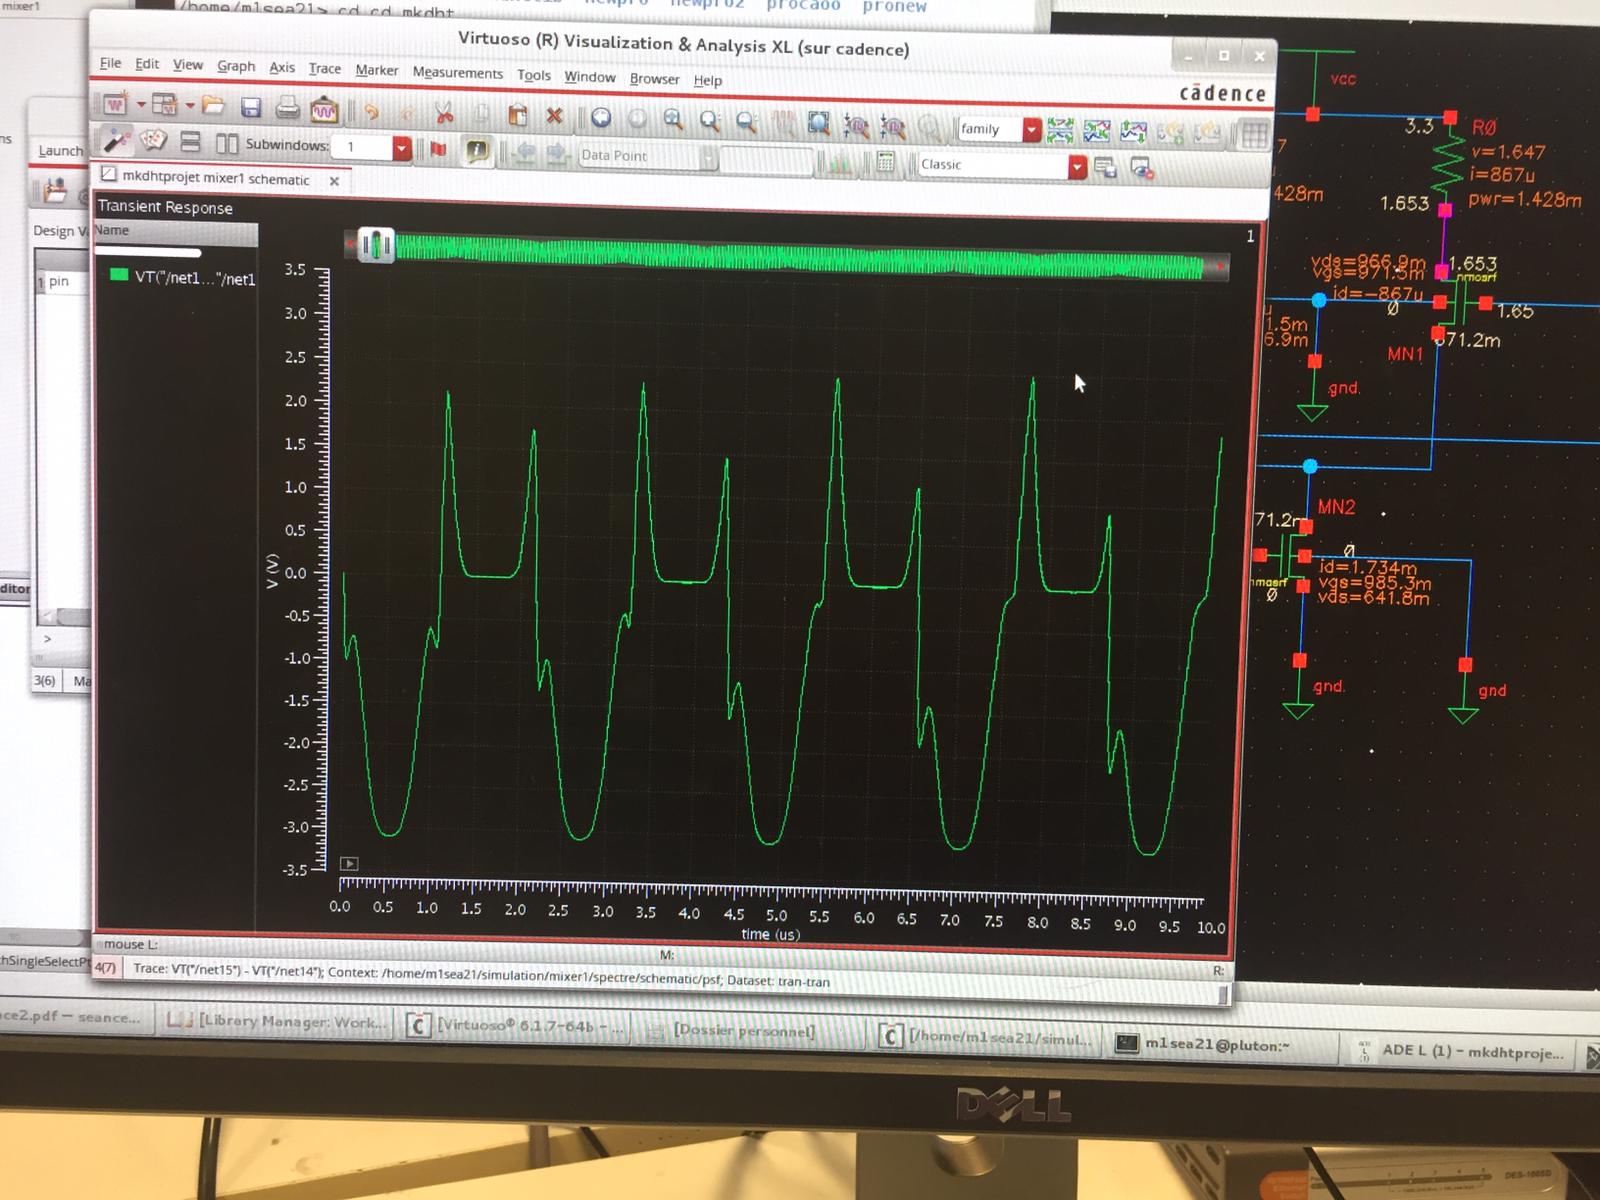 mixer1
/home/m1sea21> cd cd mkdht
newpro newpro2 procaoo pronew
Virtuoso (R) Visualization & Analysis XL (sur cadence)
File Edit View Graph Axis Trace Marker Measurements Tools Window Browser Help
cādence
family
Subwindows: 1
Data Point
Classic
mkdhtprojet mixer1 schematic
Launch
Transient Response
Name
VT("/net1..."/net1
1
Design V
1 pin
3.5
3.0
2.5
2.0
1.5
1.0
0.5
0.0
-0.5
-1.0
-1.5
-2.0
-2.5
-3.0
-3.5
V (V)
0.0 0.5 1.0 1.5 2.0 2.5 3.0 3.5 4.0 4.5 5.0 5.5 6.0 6.5 7.0 7.5 8.0 8.5 9.0 9.5 10.0
time (us)
ditor
>
3(6) Ma
mouse L:
M:
R:
4(7) Trace: VT("/net15") - VT("/net14"); Context: /home/m1sea21/simulation/mixer1/spectre/schematic/psf; Dataset: tran-tran
hSingleSelectPt
vcc
3.3
R0
v=1.647
i=867u
pwr=1.428m
7
428m
1.653
vds=966.9m
vgs=971.5m
id=-867u
0
1.653
nmosrf
1.65
1.5m
6.9m
MN1
671.2m
gnd
MN2
71.2m
0
id=1.734m
vgs=985.3m
vds=641.8m
nmosrf
0
gnd
gnd
ce2.pdf — seance...
[Library Manager: Work...
[Virtuoso® 6.1.7-64b - ...
[Dossier personnel]
[/home/m1sea21/simul...
m1sea21@pluton:~
ADE L (1) - mkdhtproje...
DELL
DES-1005D